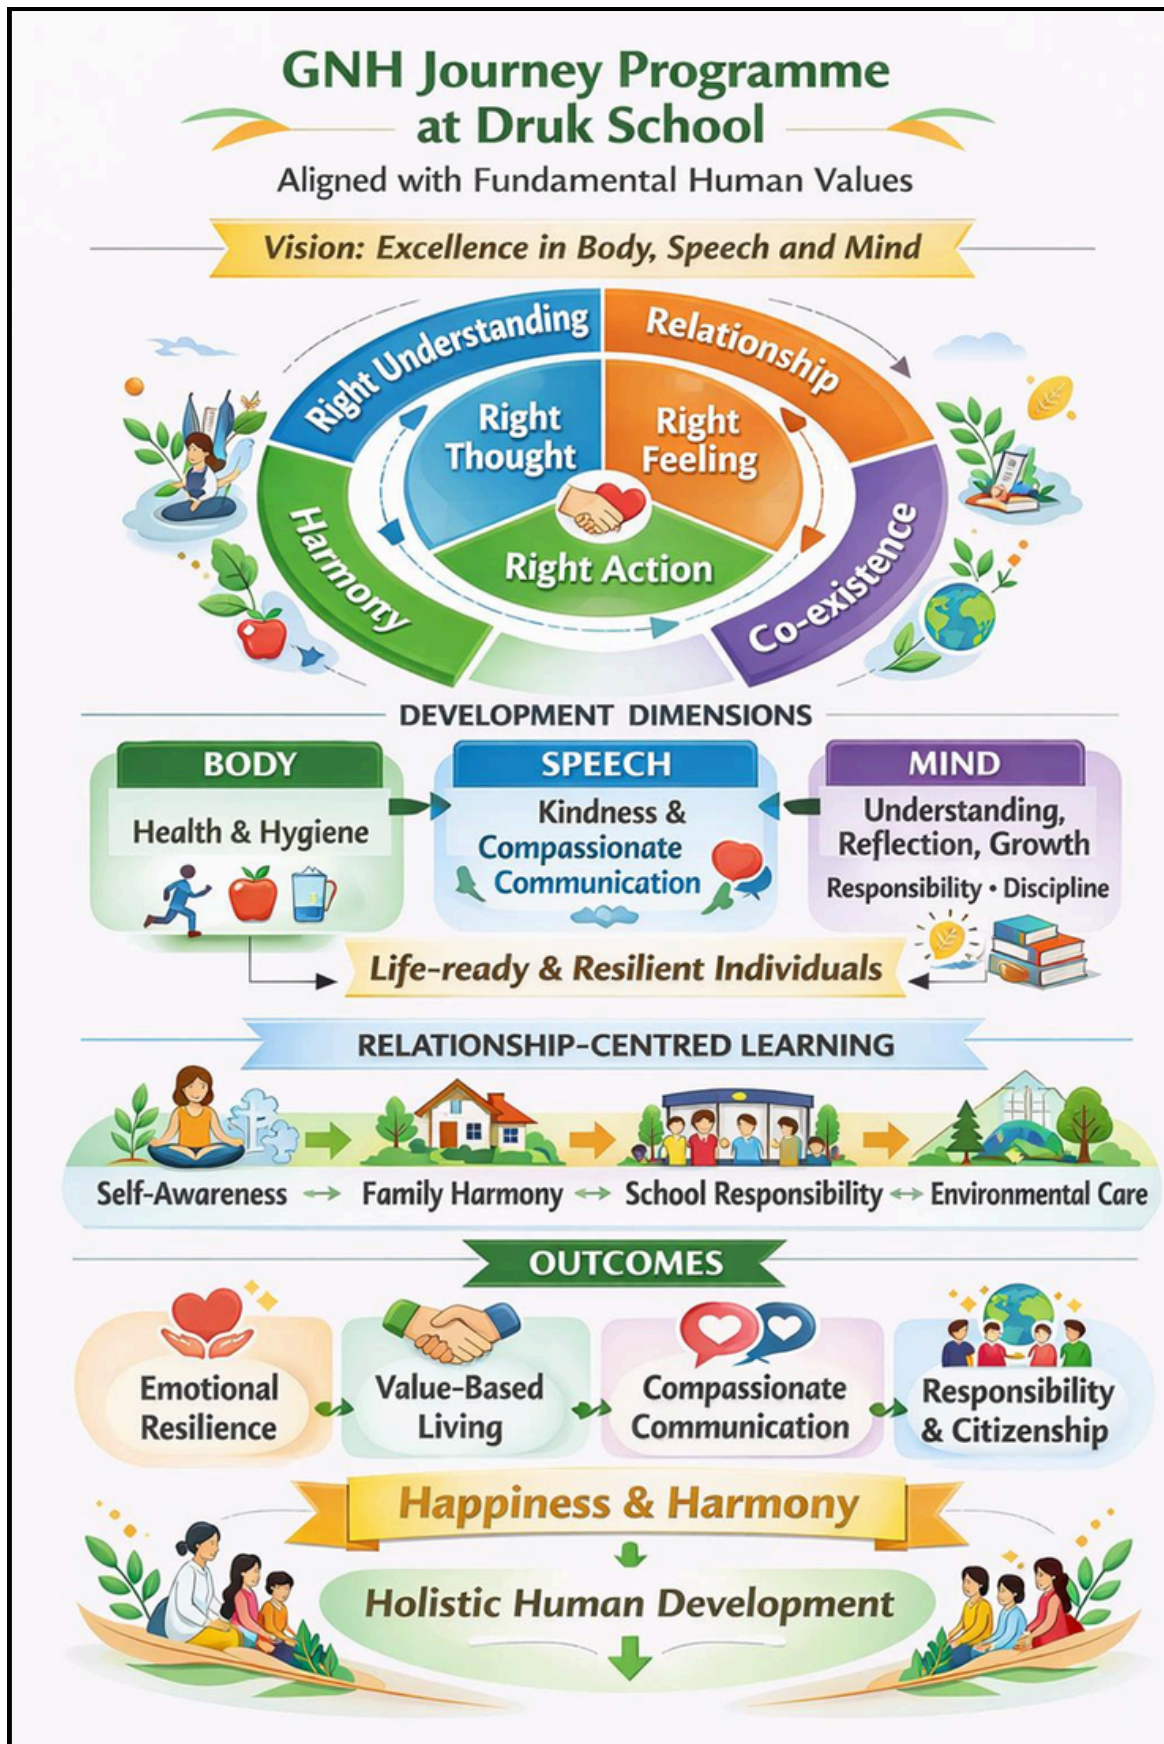 GNH Journey Programme
at Druk School
Aligned with Fundamental Human Values
Vision: Excellence in Body, Speech and Mind
Right Understanding
Relationship
Right
Thought
Right
Feeling
Harmony
Right Action
Co-existence
DEVELOPMENT DIMENSIONS
BODY
Health & Hygiene
SPEECH
Kindness &
Compassionate
Communication
MIND
Understanding,
Reflection, Growth
Responsibility • Discipline
Life-ready & Resilient Individuals
RELATIONSHIP-CENTRED LEARNING
Self-Awareness ↔ Family Harmony ↔ School Responsibility ↔ Environmental Care
OUTCOMES
Emotional
Resilience
Value-Based
Living
Compassionate
Communication
Responsibility
& Citizenship
Happiness & Harmony
Holistic Human Development